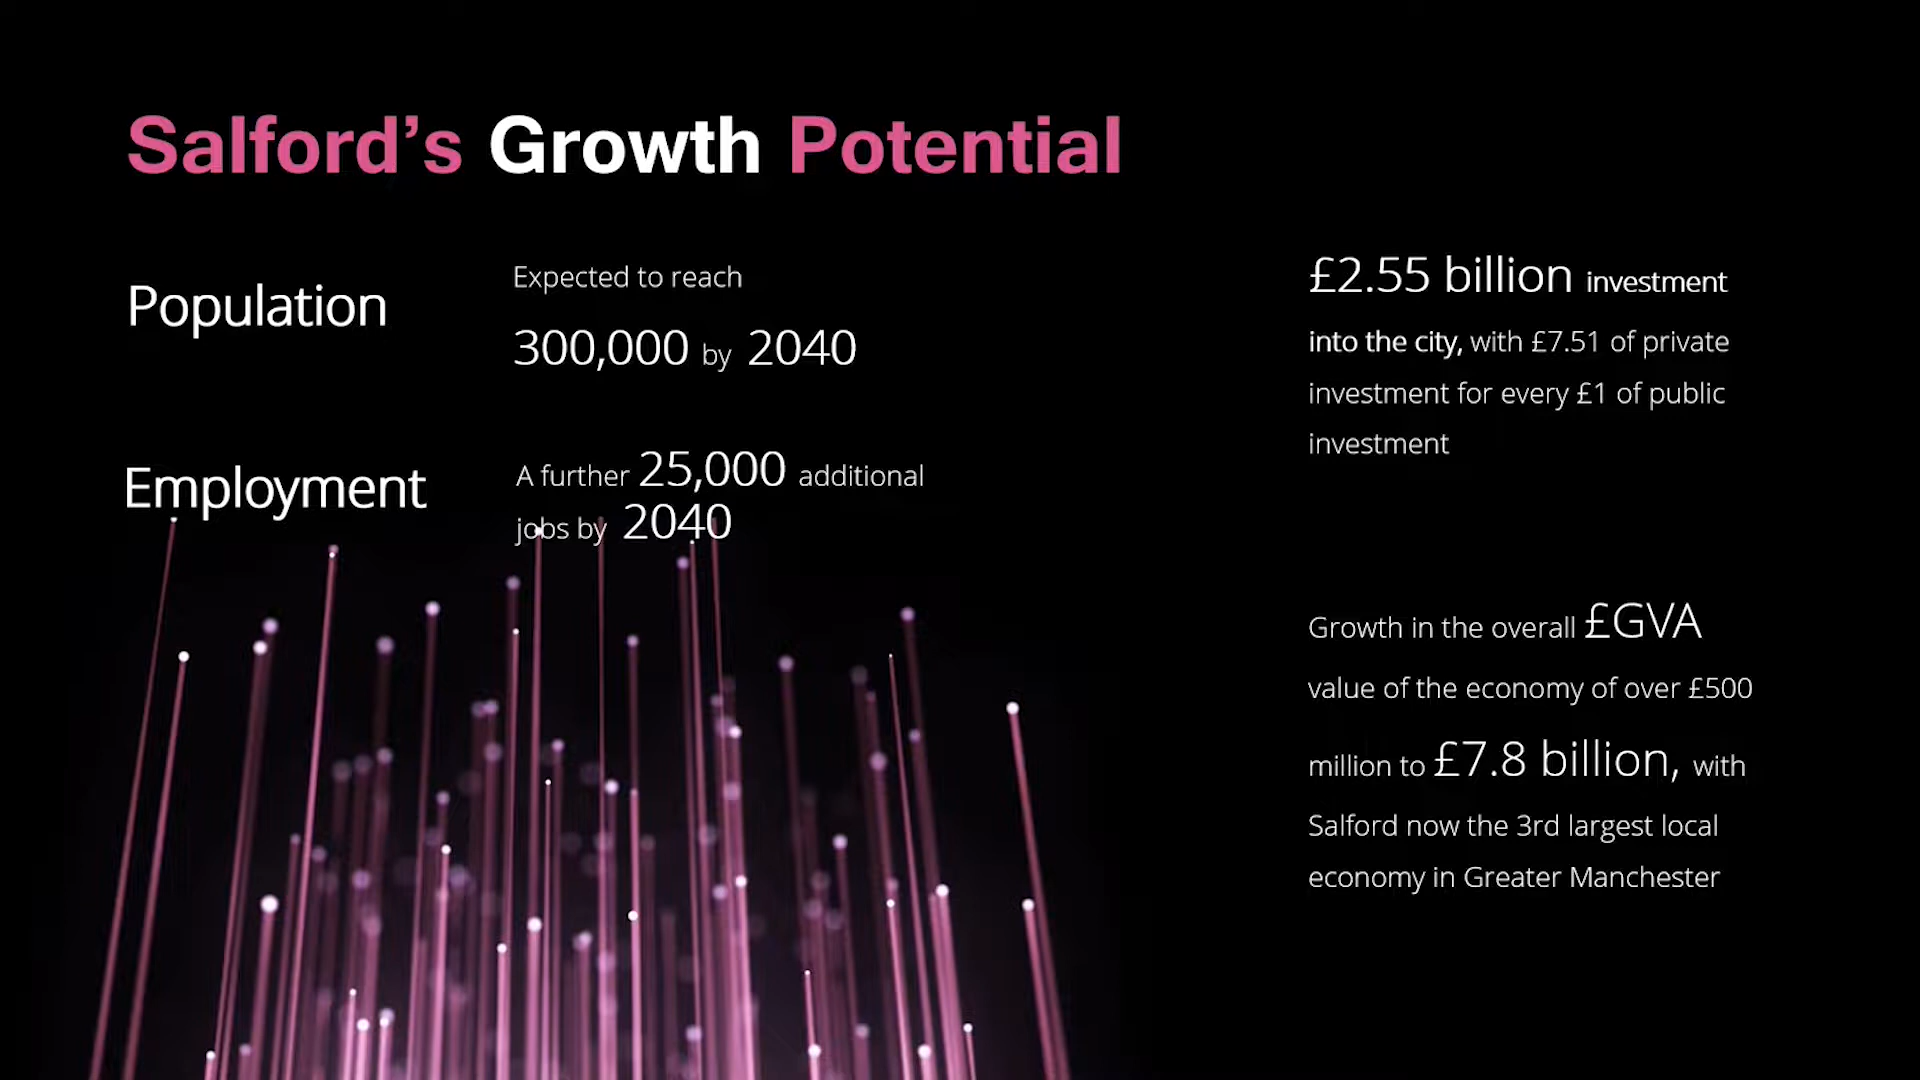 Salford’s Growth Potential
Population
Expected to reach
300,000 by 2040
Employment
A further 25,000 additional
jobs by 2040
£2.55 billion investment
into the city, with £7.51 of private
investment for every £1 of public
investment
Growth in the overall £GVA
value of the economy of over £500
million to £7.8 billion, with
Salford now the 3rd largest local
economy in Greater Manchester